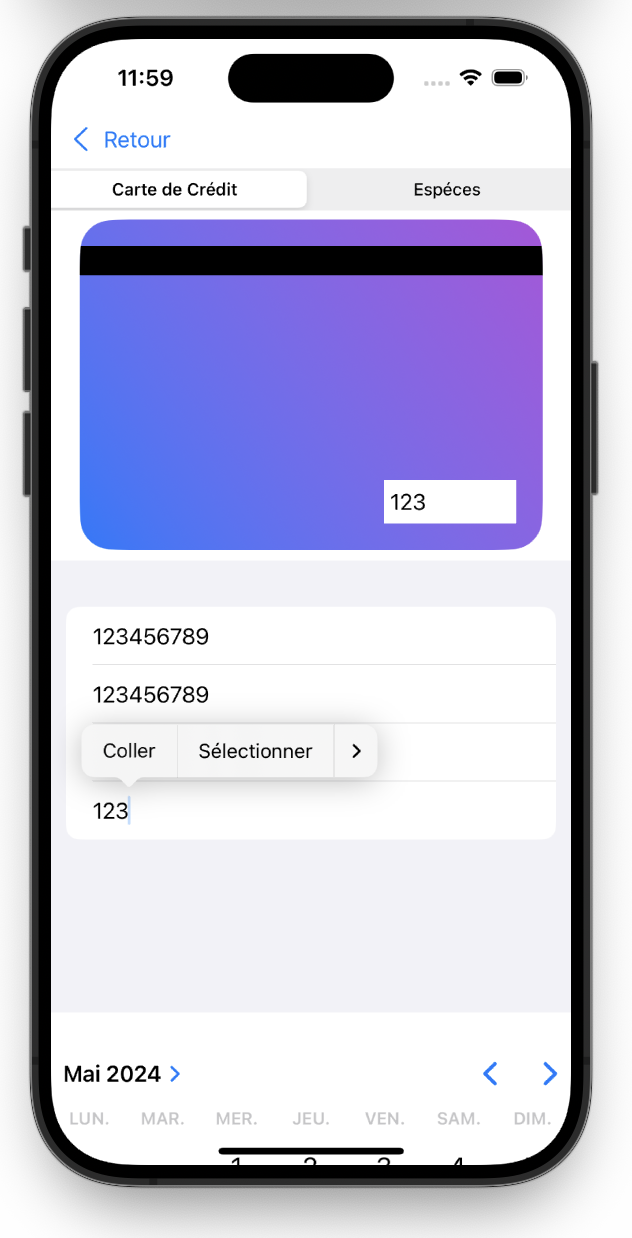 11:59
Retour
Carte de Crédit Espéces
123
123456789
123456789
Coller Sélectionner
123
Mai 2024
LUN. MAR. MER. JEU. VEN. SAM. DIM.
1 2 3 4